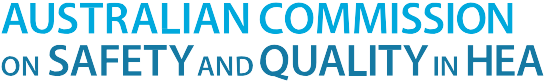 AUSTRALIAN COMMISSION
ON SAFETY AND QUALITY IN HEA